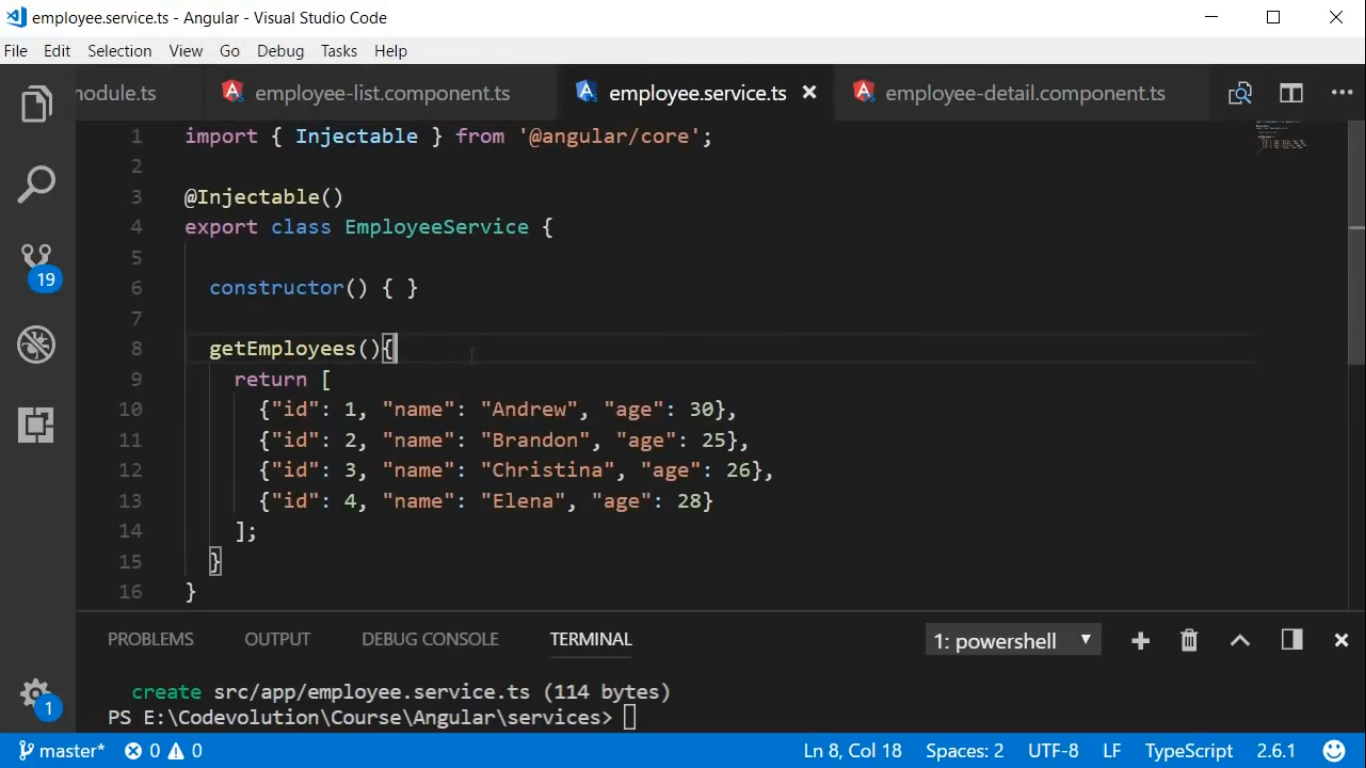 employee.service.ts - Angular - Visual Studio Code
File Edit Selection View Go Debug Tasks Help
module.ts employee-list.component.ts employee.service.ts employee-detail.component.ts
1 import { Injectable } from '@angular/core';
2
3 @Injectable()
4 export class EmployeeService {
5
6 constructor() { }
7
8 getEmployees(){
9 return [
10 {"id": 1, "name": "Andrew", "age": 30},
11 {"id": 2, "name": "Brandon", "age": 25},
12 {"id": 3, "name": "Christina", "age": 26},
13 {"id": 4, "name": "Elena", "age": 28}
14 ];
15 }
16 }
19
PROBLEMS OUTPUT DEBUG CONSOLE TERMINAL 1: powershell
create src/app/employee.service.ts (114 bytes)
PS E:\Codevolution\Course\Angular\services>
1
master* 0 0 Ln 8, Col 18 Spaces: 2 UTF-8 LF TypeScript 2.6.1